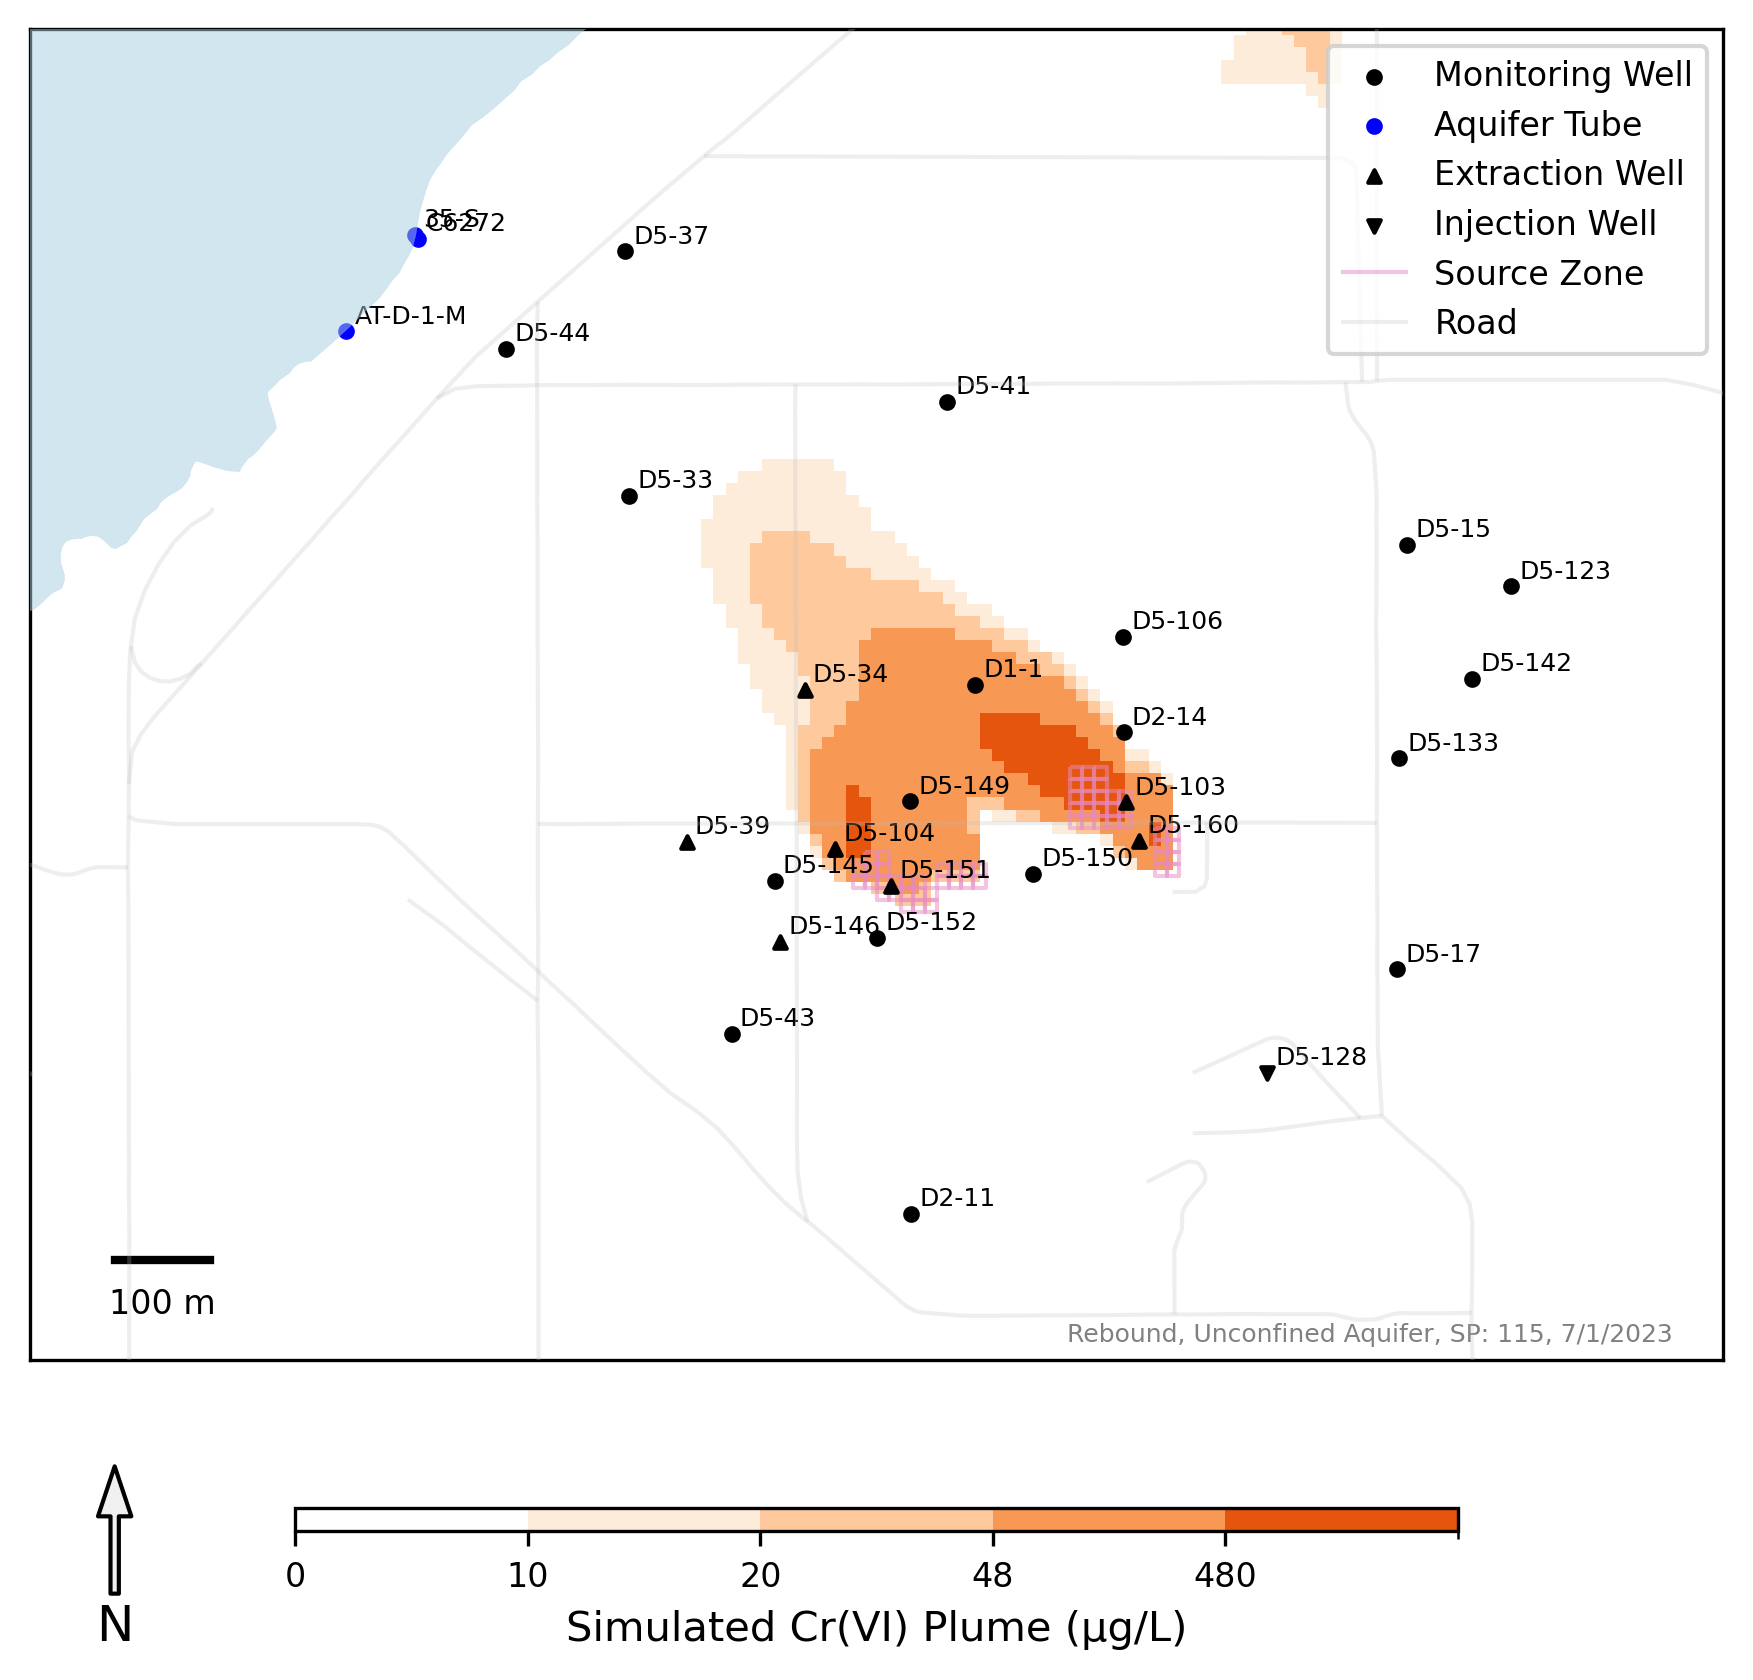 Monitoring Well
Aquifer Tube
Extraction Well
Injection Well
Source Zone
Road
35-S
C6272
D5-37
AT-D-1-M
D5-44
D5-41
D5-33
D5-15
D5-123
D5-106
D5-142
D5-34
D1-1
D2-14
D5-133
D5-149
D5-103
D5-39
D5-104
D5-160
D5-145
D5-151
D5-150
D5-146
D5-152
D5-17
D5-43
D5-128
D2-11
100 m
Rebound, Unconfined Aquifer, SP: 115, 7/1/2023
N
0
10
20
48
480
Simulated Cr(VI) Plume (µg/L)